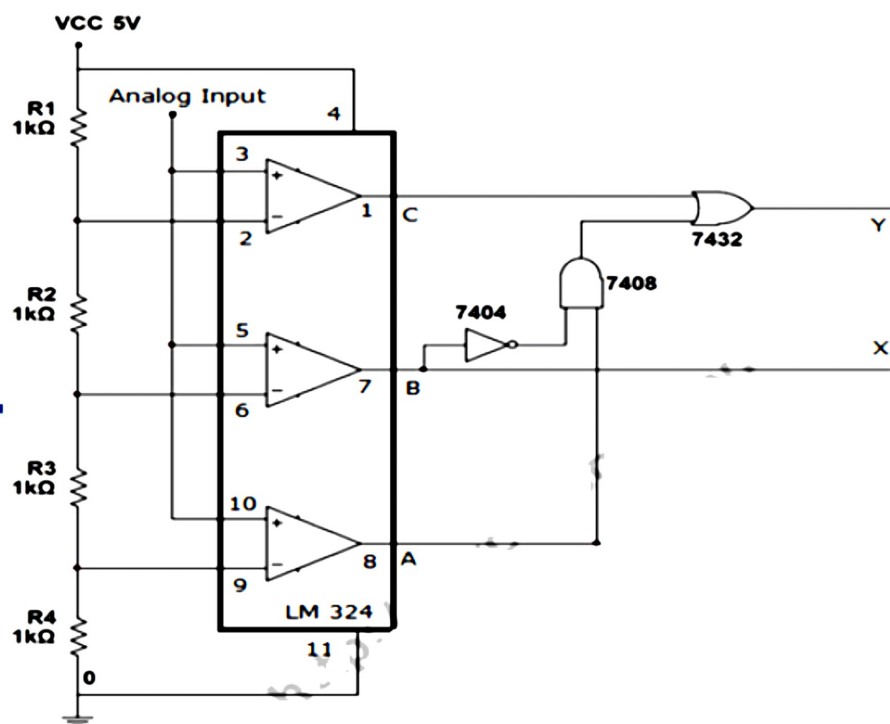 VCC 5V
Analog Input
R1
1kΩ
4
3
2
1
C
7432
Y
7408
R2
1kΩ
7404
5
6
7
B
X
R3
1kΩ
10
9
8
A
LM 324
R4
1kΩ
11
0